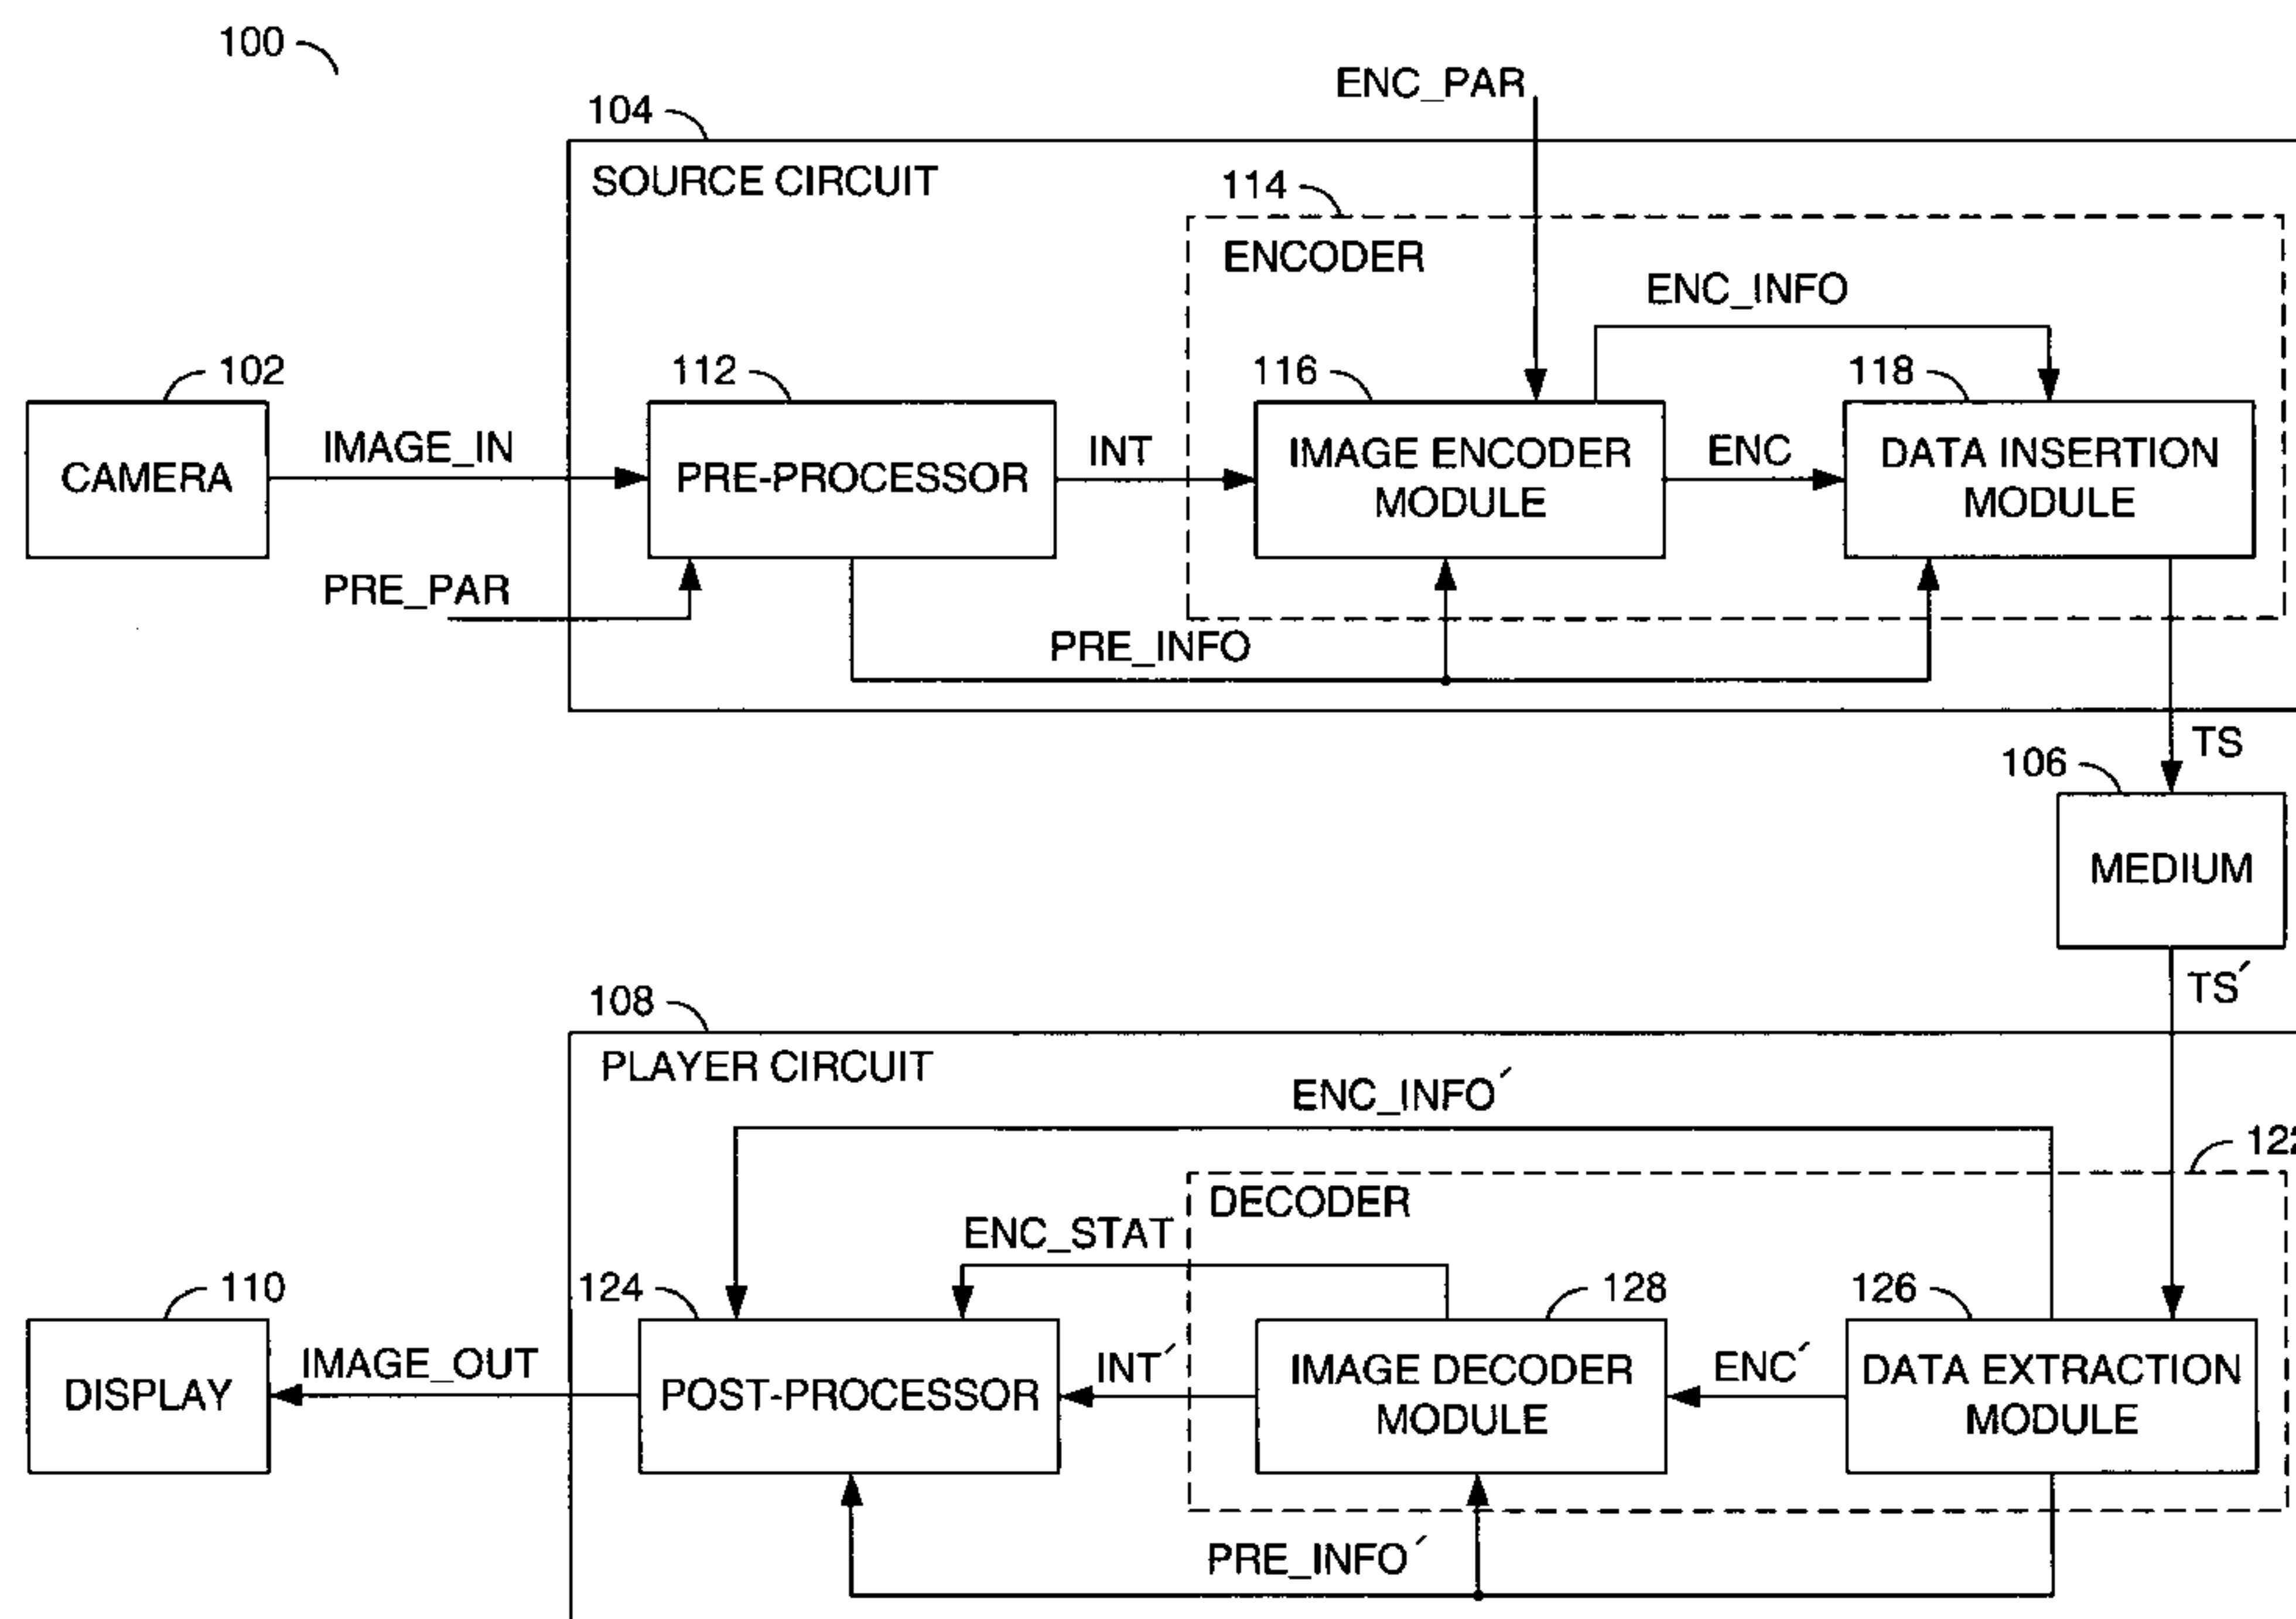 100
ENC_PAR
104
SOURCE CIRCUIT
114
ENCODER
ENC_INFO
102
112
116
118
CAMERA
IMAGE_IN
PRE-PROCESSOR
INT
IMAGE ENCODER
MODULE
ENC
DATA INSERTION
MODULE
PRE_PAR
PRE_INFO
TS
106
MEDIUM
TS´
108
PLAYER CIRCUIT
ENC_INFO´
122
DECODER
ENC_STAT
110
124
128
126
DISPLAY
IMAGE_OUT
POST-PROCESSOR
INT´
IMAGE DECODER
MODULE
ENC´
DATA EXTRACTION
MODULE
PRE_INFO´